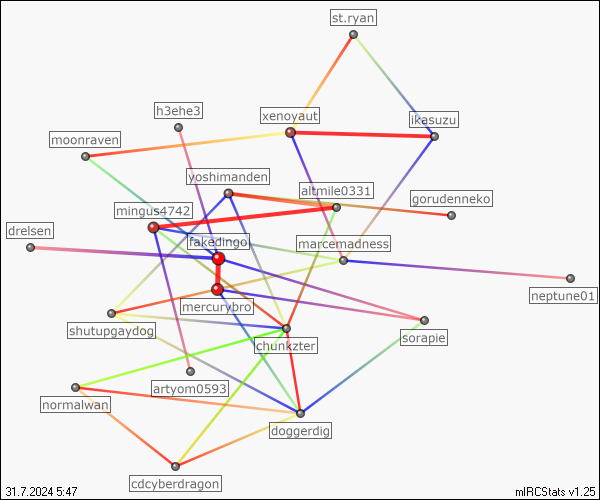 st.ryan
h3ehe3
xenoyaut
ikasuzu
moonraven
yoshimanden
altmile0331
gorudenneko
mingus4742
drelsen
fakedingo
marcemadness
neptune01
mercurybro
shutupgaydog
sorapie
chunkzter
artyom0593
normalwan
doggerdig
cdcyberdragon
31.7.2024 5:47
mIRCStats v1.25